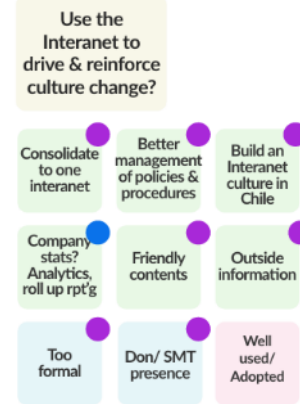 Use the
Interanet to
drive & reinforce
culture change?
Consolidate
to one
interanet
Better
management
of policies &
procedures
Build an
Interanet
culture in
Chile
Company
stats?
Analytics,
roll up rpt'g
Friendly
contents
Outside
information
Too
formal
Don/ SMT
presence
Well
used/
Adopted